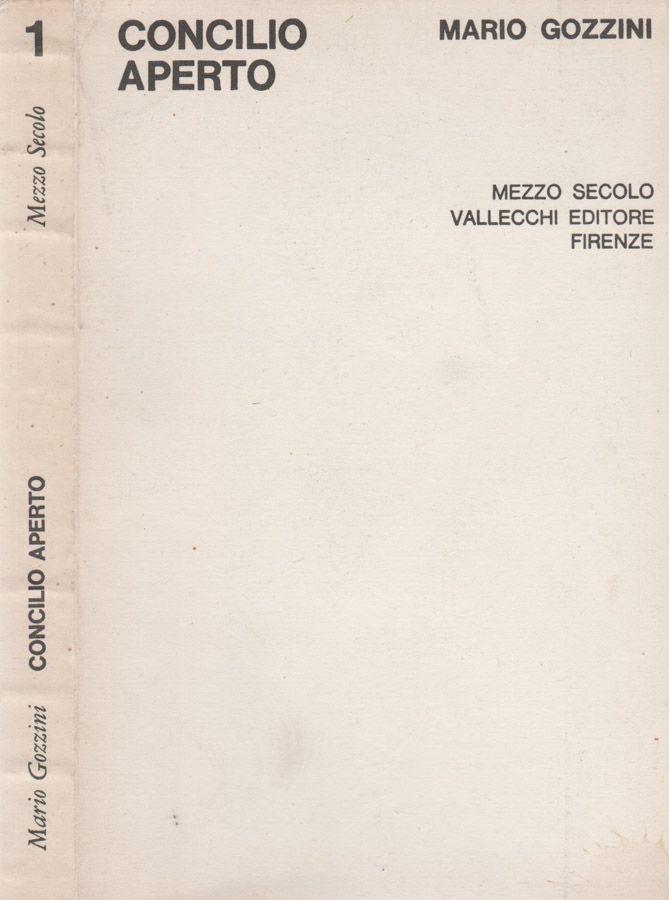 1
Mezzo Secolo
CONCILIO APERTO
Mario Gozzini
CONCILIO
APERTO
MARIO GOZZINI
MEZZO SECOLO
VALLECCHI EDITORE
FIRENZE